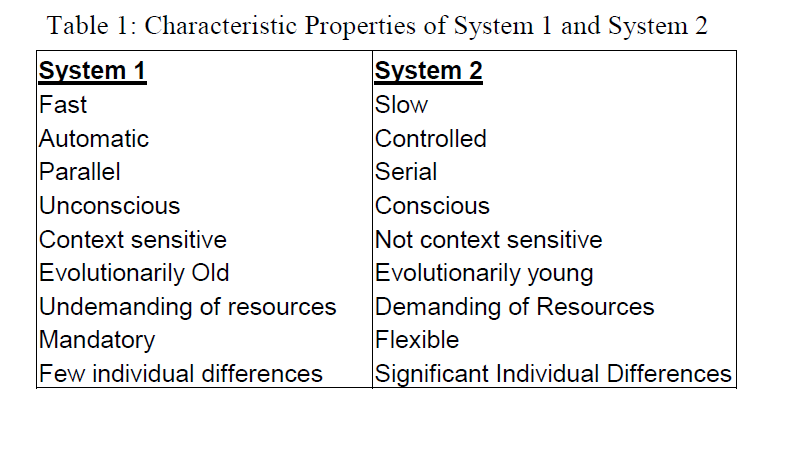 Table 1: Characteristic Properties of System 1 and System 2
System 1 System 2
Fast Slow
Automatic Controlled
Parallel Serial
Unconscious Conscious
Context sensitive Not context sensitive
Evolutionarily Old Evolutionarily young
Undemanding of resources Demanding of Resources
Mandatory Flexible
Few individual differences Significant Individual Differences